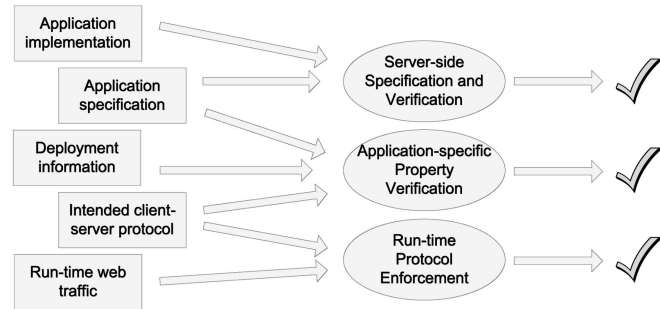 Application
implementation
Application
specification
Deployment
information
Intended client-
server protocol
Run-time web
traffic
Server-side
Specification and
Verification
Application-specific
Property
Verification
Run-time
Protocol
Enforcement